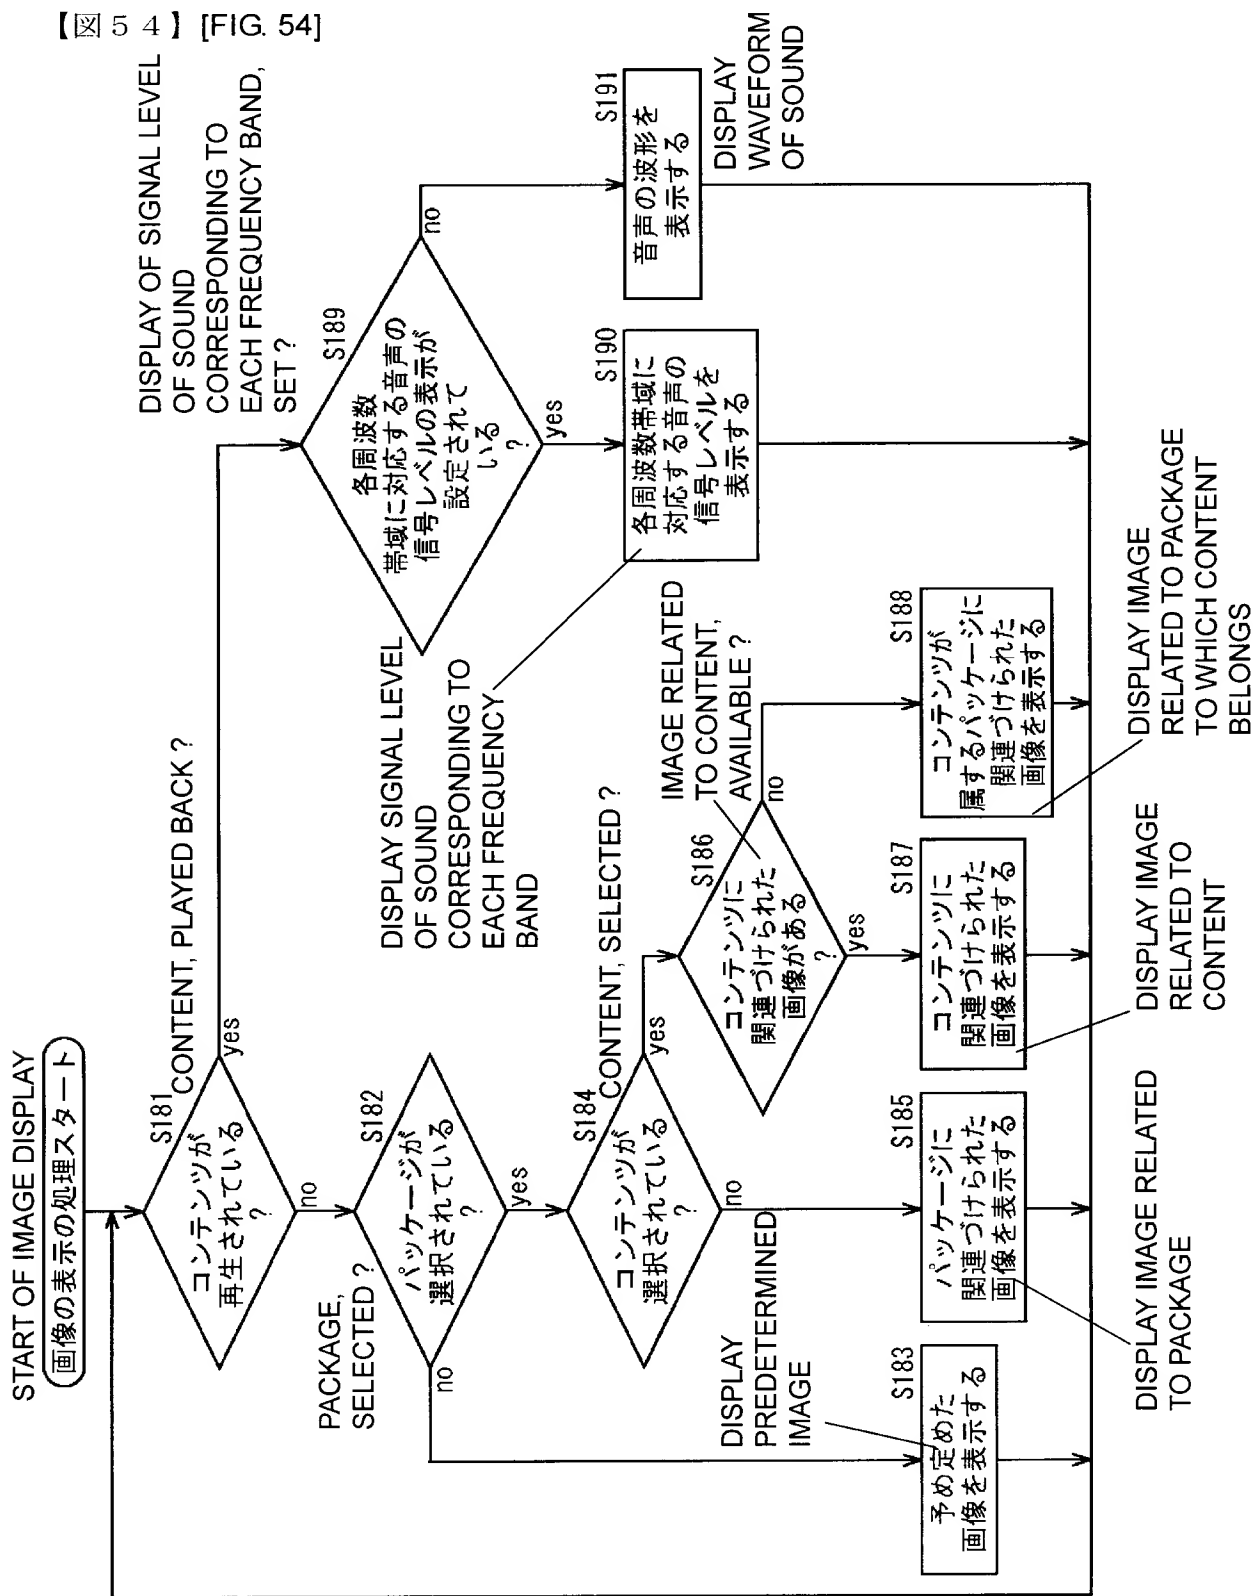 【図５４】 [FIG. 54]
START OF IMAGE DISPLAY
画像の表示の処理スタート
S181
CONTENT, PLAYED BACK ?
コンテンツが
再生されている
?
yes
no
S182
PACKAGE,
SELECTED ?
パッケージが
選択されている
?
no
yes
S184
CONTENT, SELECTED ?
コンテンツが
選択されている
?
yes
no
DISPLAY
PREDETERMINED
IMAGE
S183
予め定めた
画像を表示する
S185
パッケージに
関連づけられた
画像を表示する
DISPLAY IMAGE RELATED
TO PACKAGE
S186
IMAGE RELATED
TO CONTENT,
AVAILABLE ?
コンテンツに
関連づけられた
画像がある
?
no
yes
S187
コンテンツに
関連づけられた
画像を表示する
DISPLAY IMAGE
RELATED TO
CONTENT
S188
コンテンツが
属するパッケージに
関連づけられた
画像を表示する
DISPLAY IMAGE
RELATED TO PACKAGE
TO WHICH CONTENT
BELONGS
DISPLAY OF SIGNAL LEVEL
OF SOUND
CORRESPONDING TO
EACH FREQUENCY BAND,
SET ?
S189
各周波数
帯域に対応する音声の
信号レベルの表示が
設定されて
いる
?
no
yes
DISPLAY SIGNAL LEVEL
OF SOUND
CORRESPONDING TO
EACH FREQUENCY
BAND
S190
各周波数帯域に
対応する音声の
信号レベルを
表示する
S191
音声の波形を
表示する
DISPLAY
WAVEFORM
OF SOUND